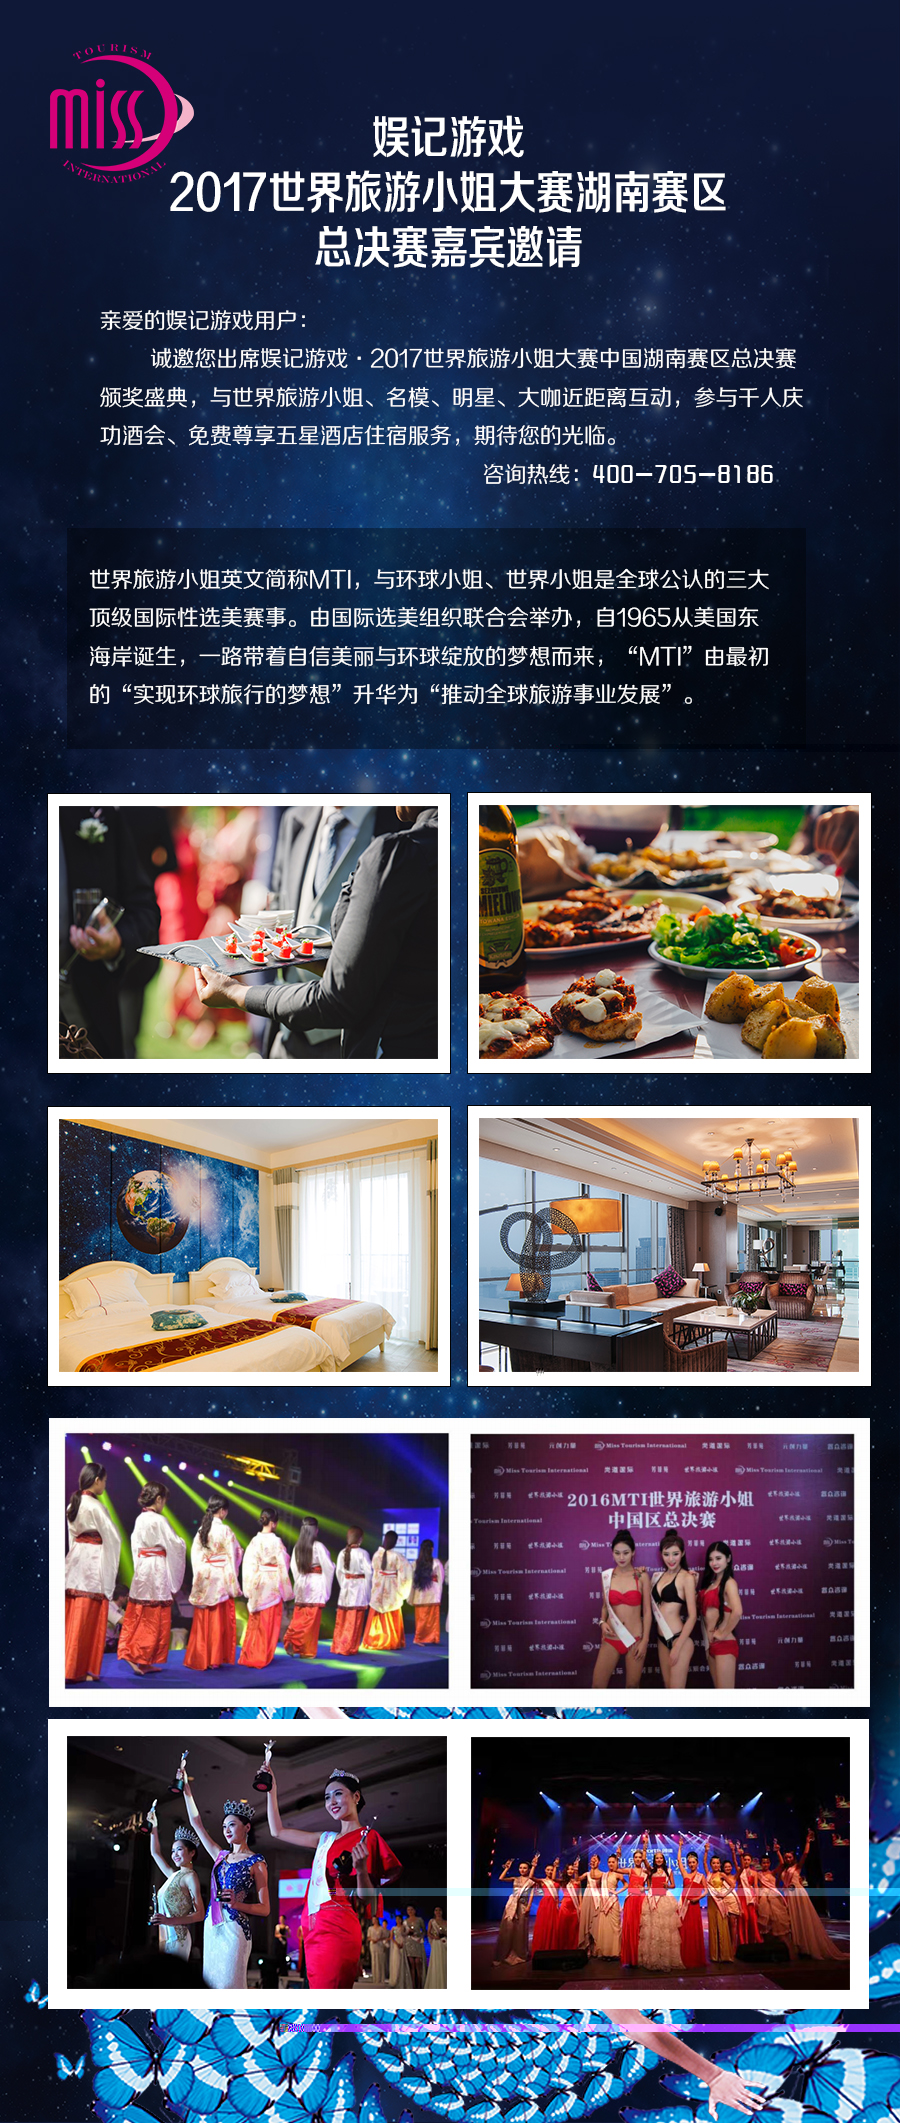 TOURISM
miss
INTERNATIONAL
娱记游戏
2017世界旅游小姐大赛湖南赛区
总决赛嘉宾邀请
亲爱的娱记游戏用户：
诚邀您出席娱记游戏·2017世界旅游小姐大赛中国湖南赛区总决赛
颁奖盛典，与世界旅游小姐、名模、明星、大咖近距离互动，参与千人庆
功酒会、免费尊享五星酒店住宿服务，期待您的光临。
咨询热线：400-705-8186
世界旅游小姐英文简称MTI，与环球小姐、世界小姐是全球公认的三大
顶级国际性选美赛事。由国际选美组织联合会举办，自1965从美国东
海岸诞生，一路带着自信美丽与环球绽放的梦想而来，“MTI”由最初
的“实现环球旅行的梦想”升华为“推动全球旅游事业发展”。
2016MTI世界旅游小姐
中国区总决赛
Miss Tourism International